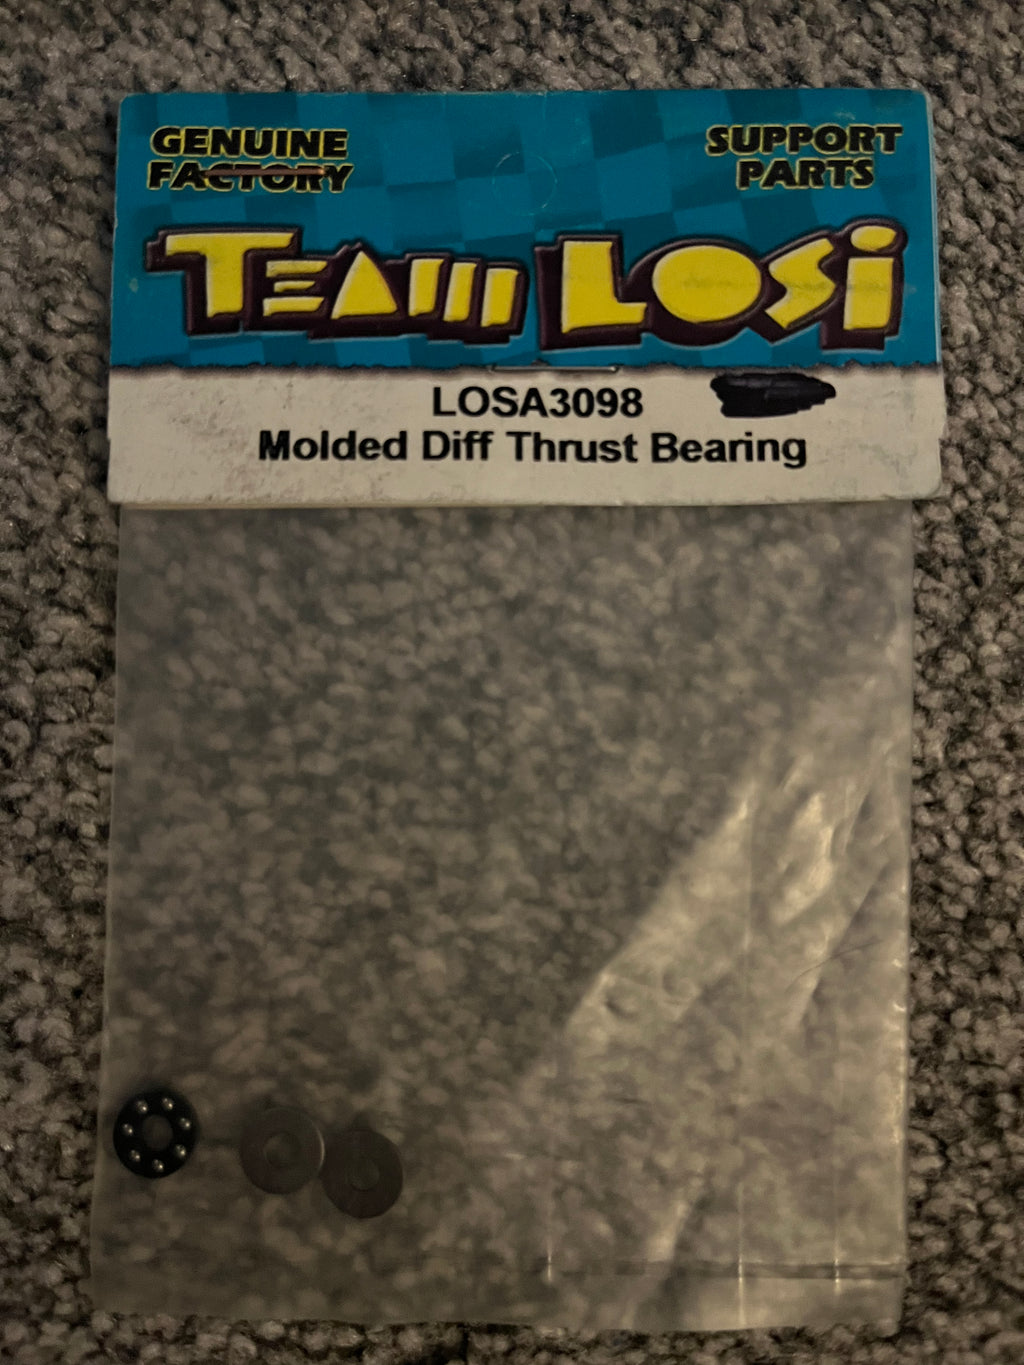 GENUINE
FACTORY
SUPPORT
PARTS
TEAM LOSI
LOSA3098
Molded Diff Thrust Bearing